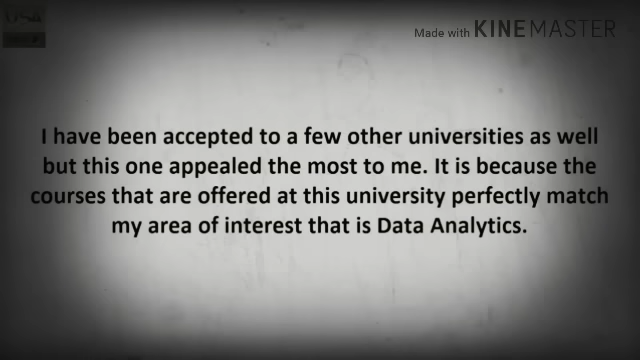 USA
Made with KINEMASTER
I have been accepted to a few other universities as well
but this one appealed the most to me. It is because the
courses that are offered at this university perfectly match
my area of interest that is Data Analytics.